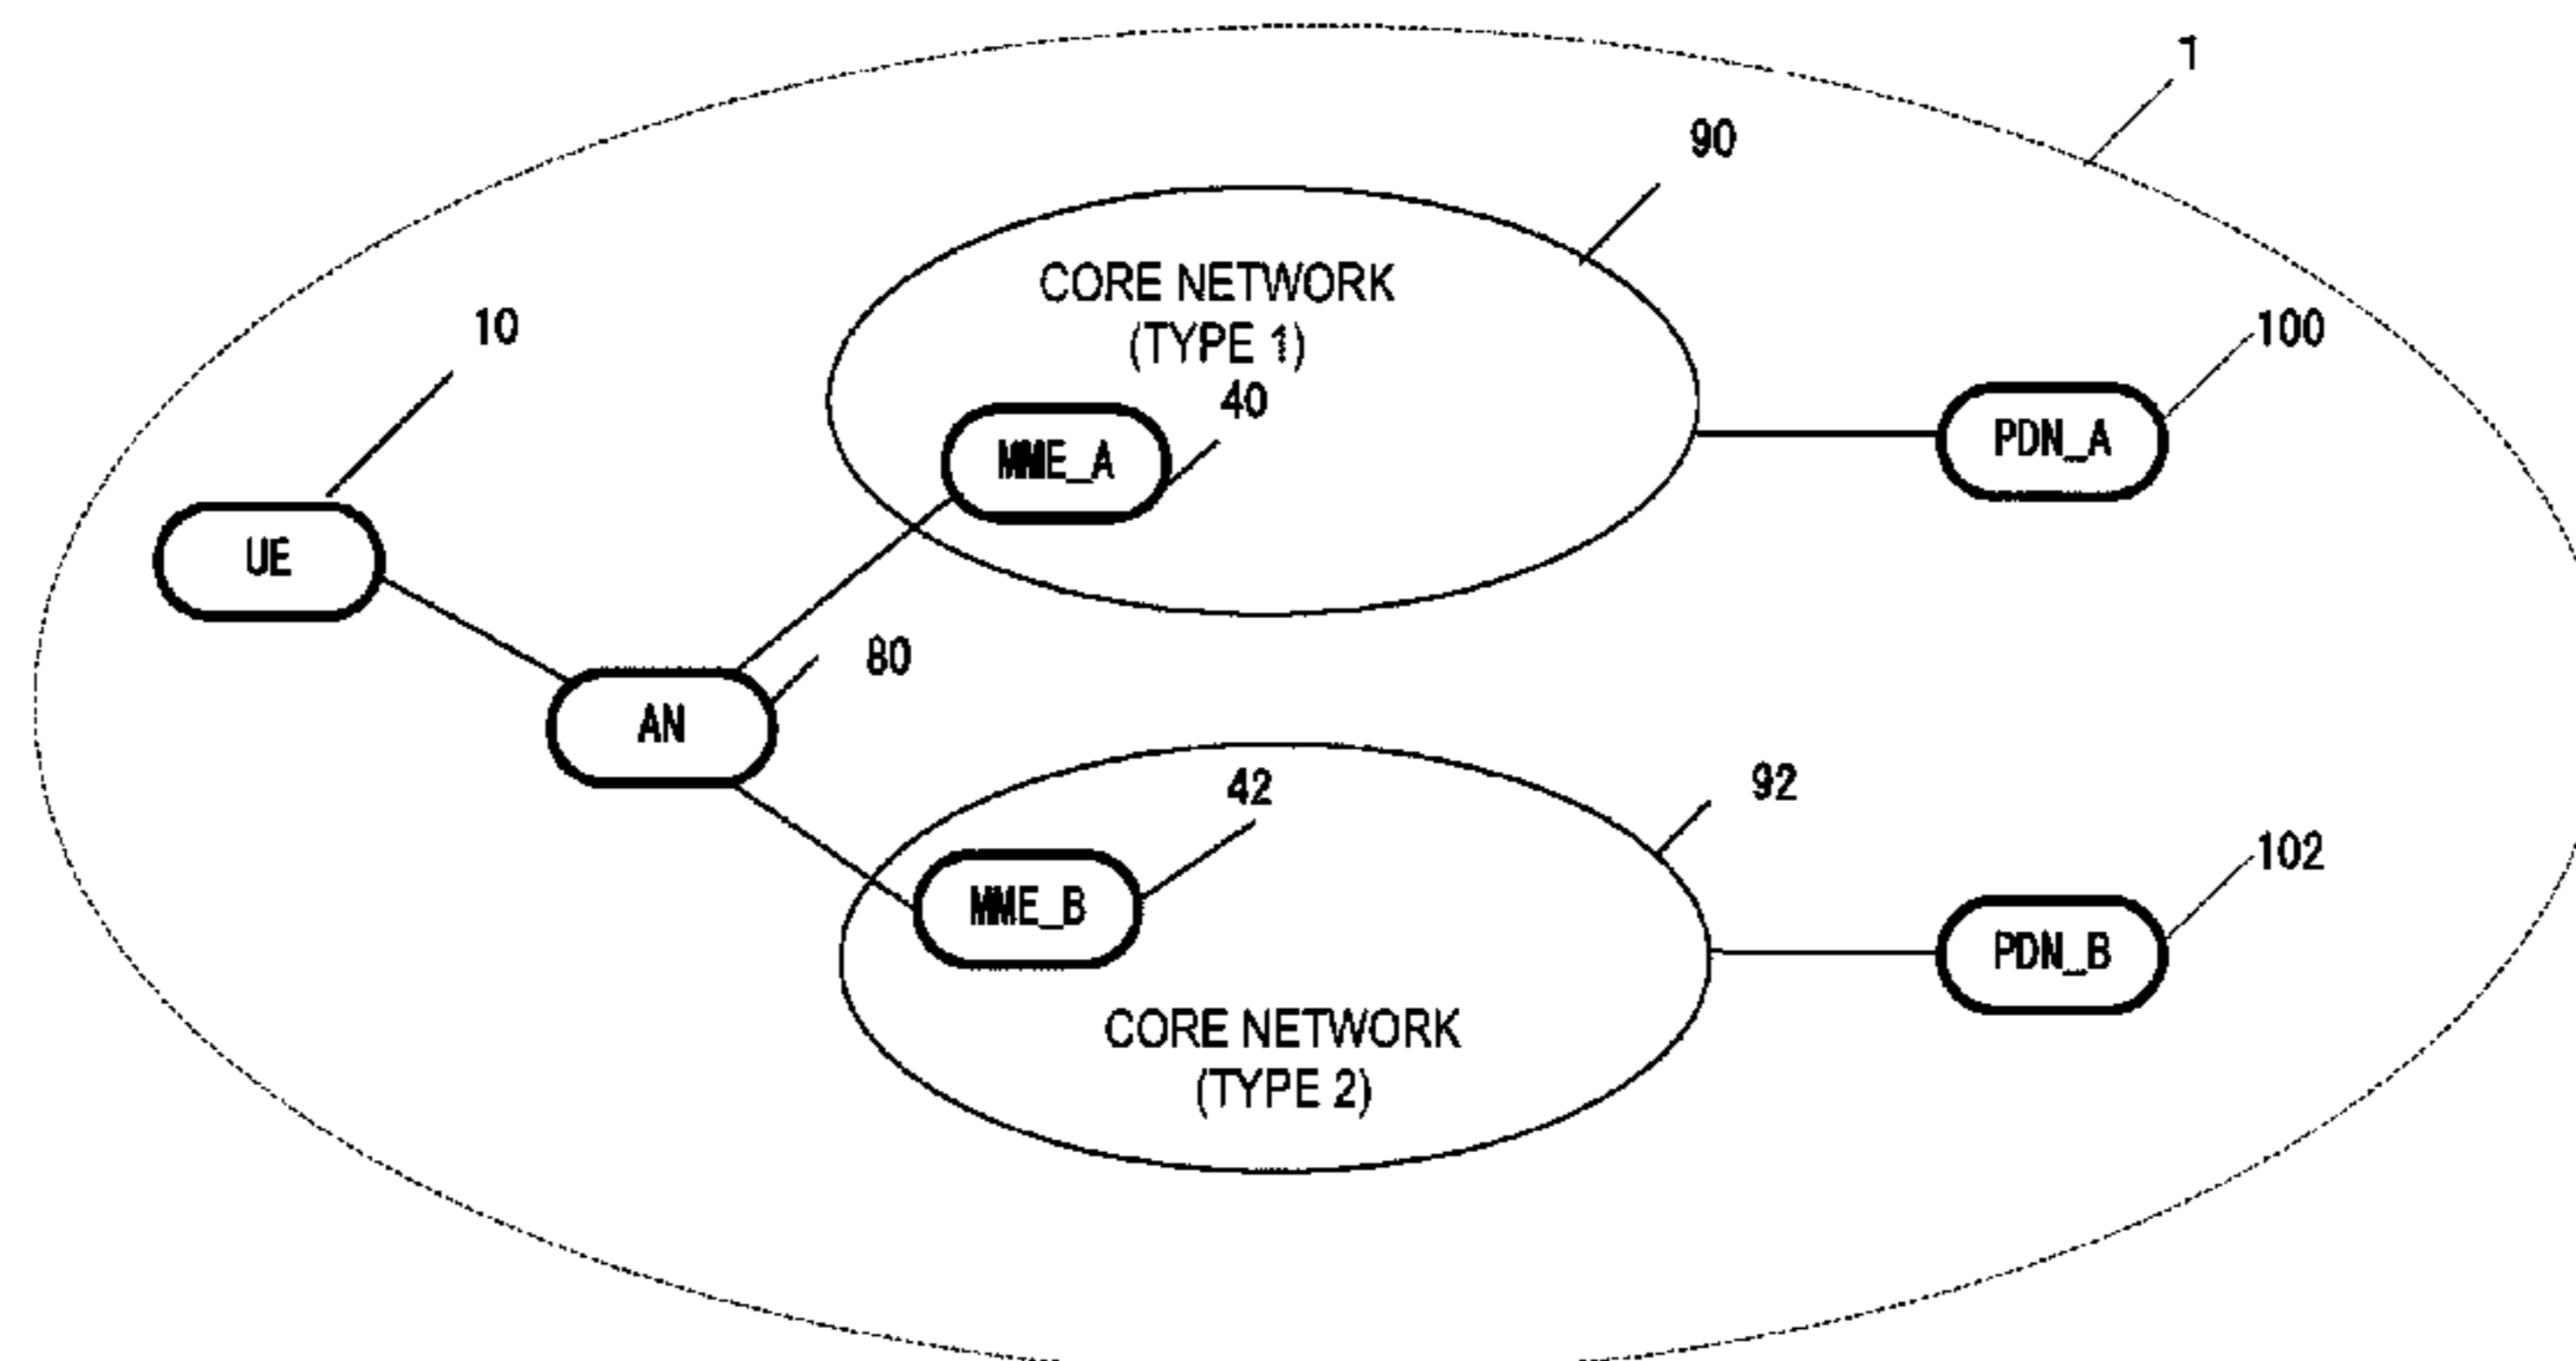 1
90
CORE NETWORK
(TYPE 1)
10
100
40
MME_A
PDN_A
UE
80
AN
42
92
MME_B
102
PDN_B
CORE NETWORK
(TYPE 2)